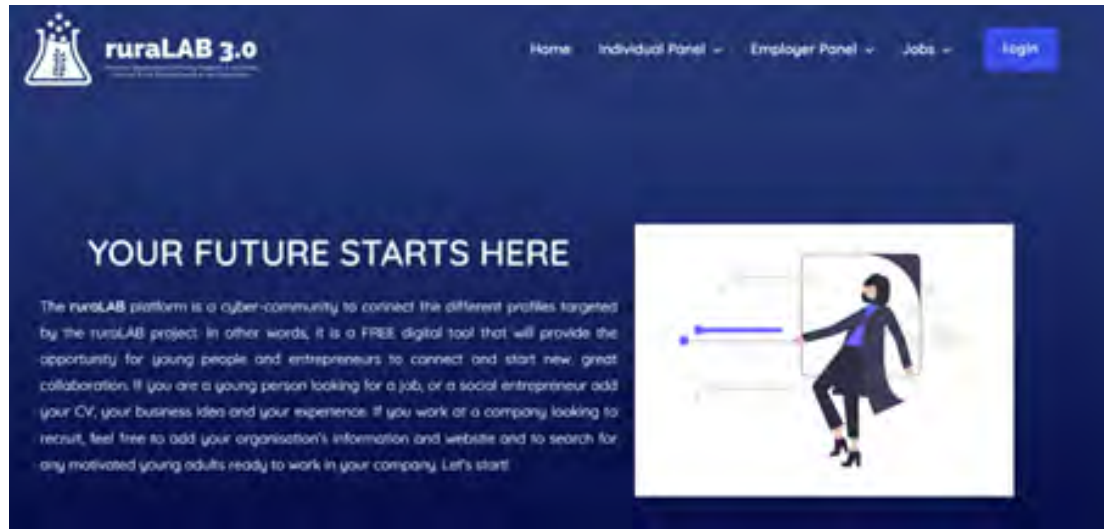 ruraLAB 3.0
Home Individual Panel Employer Panel Jobs Login
YOUR FUTURE STARTS HERE
The ruraLAB platform is a cyber-community to connect the different profiles targeted
by the ruraLAB project. In other words, it is a FREE digital tool that will provide the
opportunity for young people and entrepreneurs to connect and start new, great
collaboration. If you are a young person looking for a job, or a social entrepreneur add
your CV, your business idea and your experience. If you work at a company looking to
recruit, feel free to add your organisation's information and website and to search for
any motivated young adults ready to work in your company. Let's start!